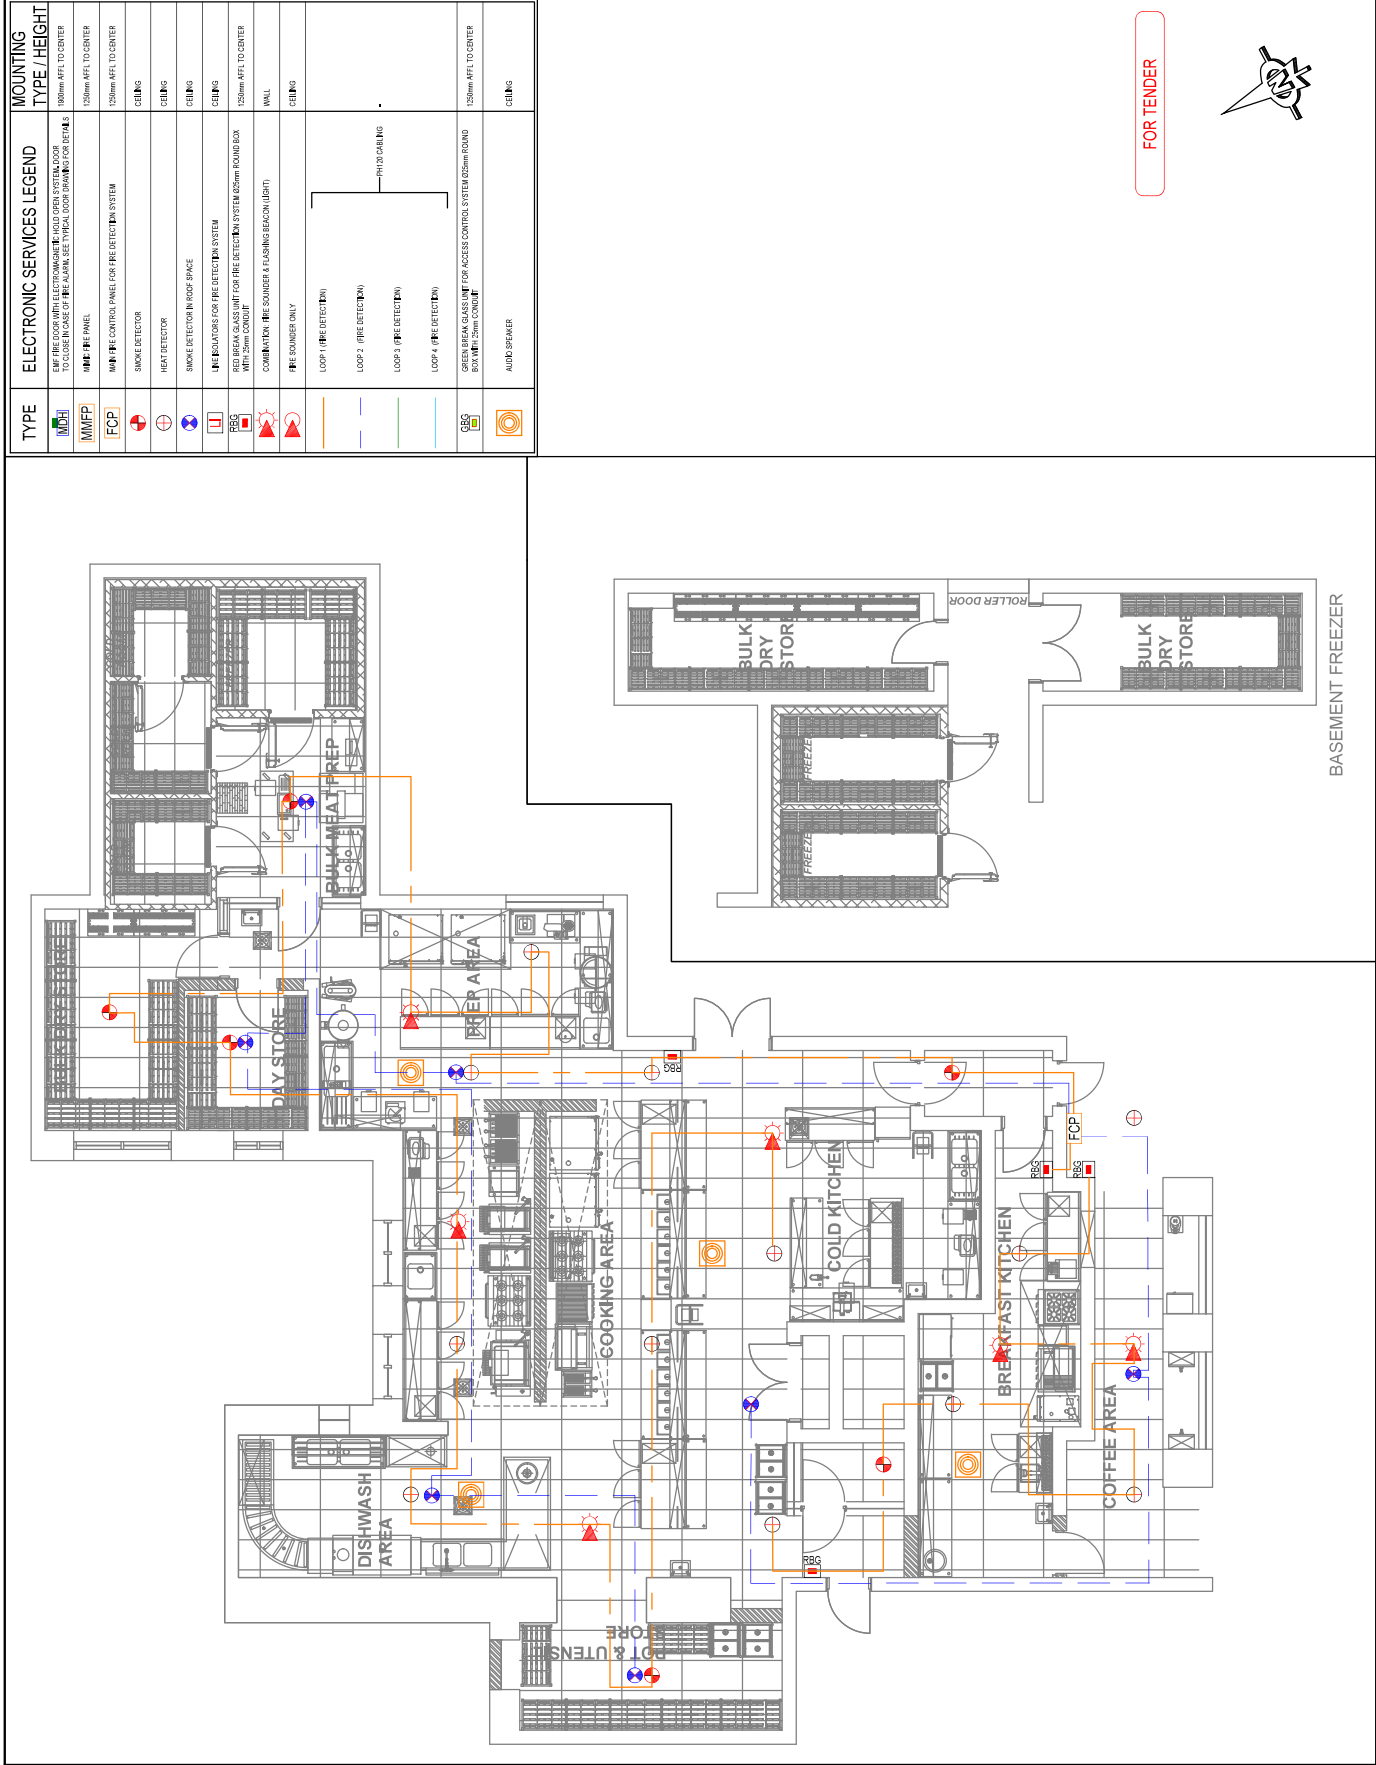 TYPE
ELECTRONIC SERVICES LEGEND
MOUNTING
TYPE / HEIGHT
MDH
EMF FIRE DOOR WITH ELECTROMAGNETIC HOLD OPEN SYSTEM, DOOR
TO CLOSE IN CASE OF FIRE ALARM, SEE TYPICAL DOOR DRAWING FOR DETAILS
1900mm AFFL TO CENTER
MMFP
MIMIC FIRE PANEL
1250mm AFFL TO CENTER
FCP
MAIN FIRE CONTROL PANEL FOR FIRE DETECTION SYSTEM
1250mm AFFL TO CENTER
SMOKE DETECTOR
CEILING
HEAT DETECTOR
CEILING
SMOKE DETECTOR IN ROOF SPACE
CEILING
LI
LINE ISOLATORS FOR FIRE DETECTION SYSTEM
CEILING
RBG
RED BREAK GLASS UNIT FOR FIRE DETECTION SYSTEM Ø25mm ROUND BOX
WITH 25mm CONDUIT
1250mm AFFL TO CENTER
COMBINATION: FIRE SOUNDER & FLASHING BEACON (LIGHT)
WALL
FIRE SOUNDER ONLY
CEILING
LOOP 1 (FIRE DETECTION)
LOOP 2 (FIRE DETECTION)
LOOP 3 (FIRE DETECTION)
LOOP 4 (FIRE DETECTION)
PH120 CABLING
-
GBG
GREEN BREAK GLASS UNIT FOR ACCESS CONTROL SYSTEM Ø25mm ROUND
BOX WITH 25mm CONDUIT
1250mm AFFL TO CENTER
AUDIO SPEAKER
CEILING
FOR TENDER
N
BULK DRY STORE
DAY STORE
BULK MEAT PREP
PREP AREA
COOKING AREA
DISHWASH
AREA
POT & UTENSIL
STORE
COLD KITCHEN
BREAKFAST KITCHEN
COFFEE AREA
RBG
RBG
RBG
RBG
FCP
BULK
DRY
STORE
ROLLER DOOR
BULK
DRY
STORE
FREEZER
FREEZER
BASEMENT FREEZER